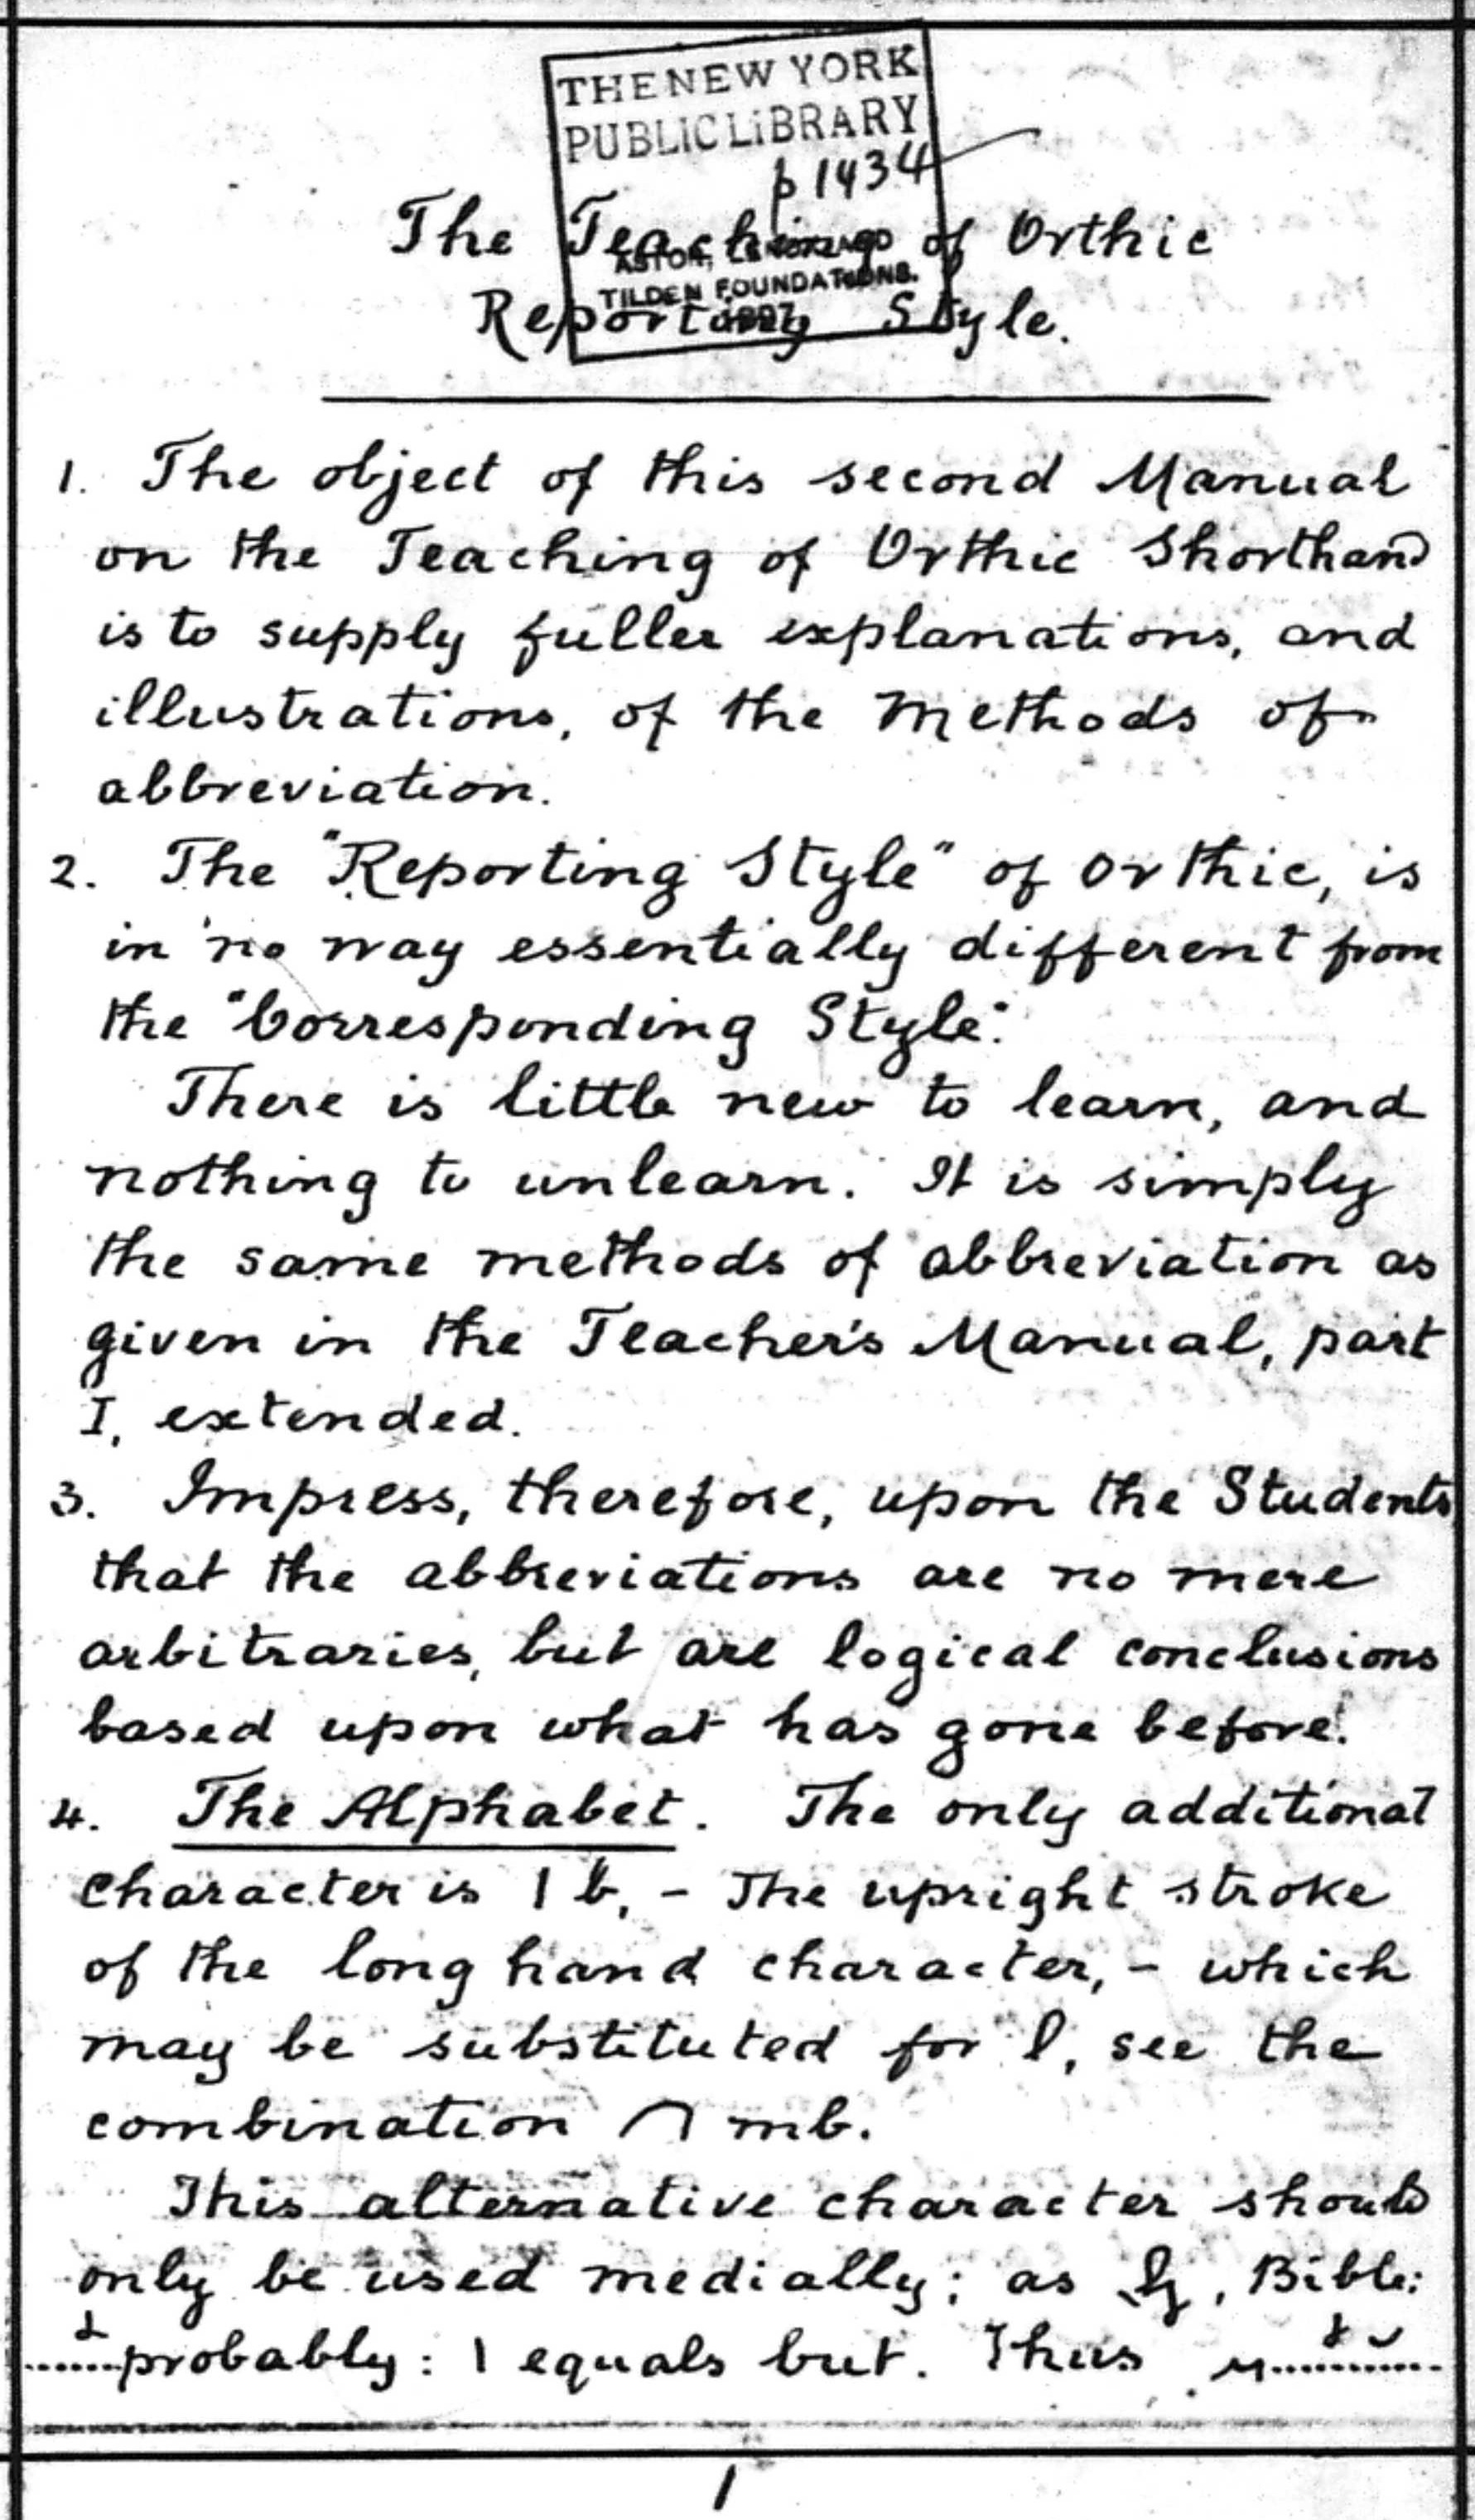 THE NEW YORK
PUBLIC LIBRARY
p 1434
The Teaching of Orthic
ASTOR, LENOX AND
TILDEN FOUNDATIONS.
Reporting Style.
1. The object of this second Manual
on the Teaching of Orthic Shorthand
is to supply fuller explanations, and
illustrations, of the Methods of
abbreviation.
2. The "Reporting Style" of Orthic, is
in no way essentially different from
the "Corresponding Style".
There is little new to learn, and
nothing to unlearn. It is simply
the same methods of abbreviation as
given in the Teacher's Manual, part
I, extended.
3. Impress, therefore, upon the Students
that the abbreviations are no mere
arbitraries, but are logical conclusions
based upon what has gone before.
4. The Alphabet. The only additional
character is | b, - The upright stroke
of the long hand character, - which
may be substituted for l, see the
combination mb.
This alternative character should
only be used medially; as , Bible:
probably: | equals but. Thus
1